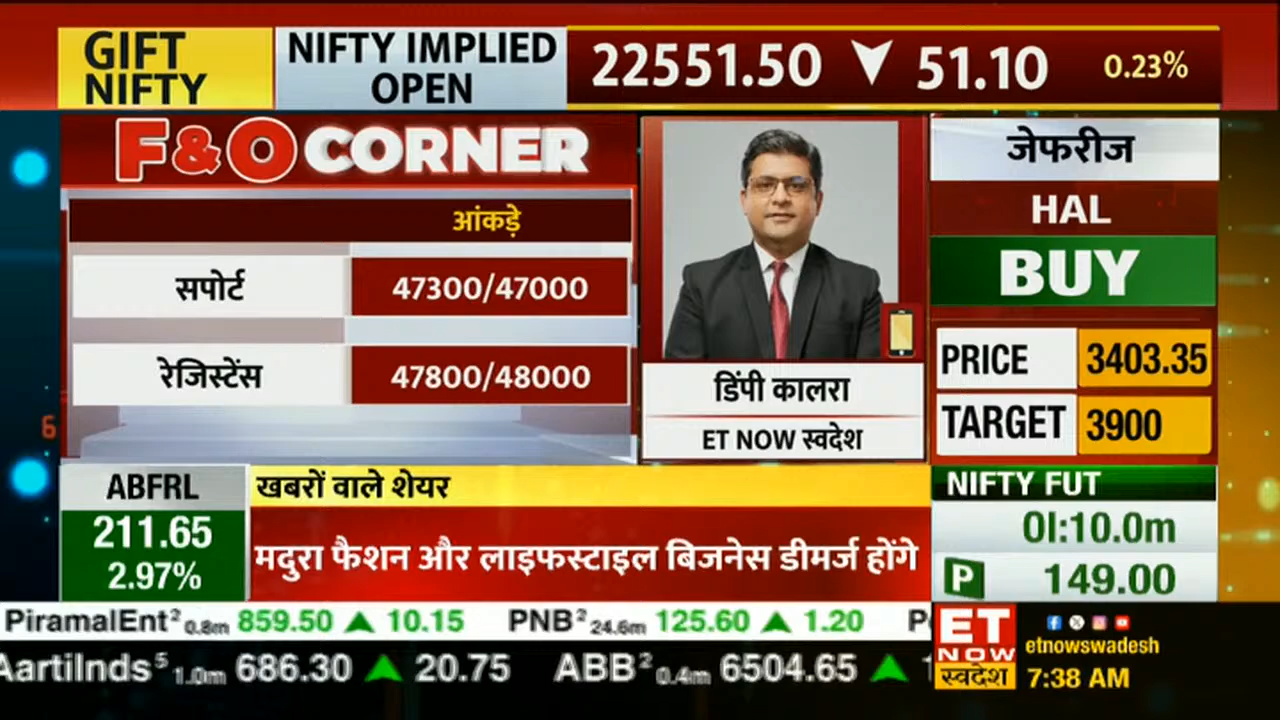 GIFT
NIFTY
NIFTY IMPLIED
OPEN
22551.50 ▼ 51.10 0.23%
F&O CORNER
आंकड़े
सपोर्ट 47300/47000
रेजिस्टेंस 47800/48000
डिंपी कालरा
ET NOW स्वदेश
जेफरीज
HAL
BUY
PRICE 3403.35
TARGET 3900
ABFRL
211.65
2.97%
खबरों वाले शेयर
मदुरा फैशन और लाइफस्टाइल बिजनेस डीमर्ज होंगे
NIFTY FUT
OI:10.0m
P 149.00
PiramalEnt² 0.8m 859.50 ▲ 10.15 PNB² 24.6m 125.60 ▲ 1.20
AartiInds⁵ 1.0m 686.30 ▲ 20.75 ABB² 0.4m 6504.65 ▲
ET
NOW
स्वदेश
etnowswadesh
7:38 AM